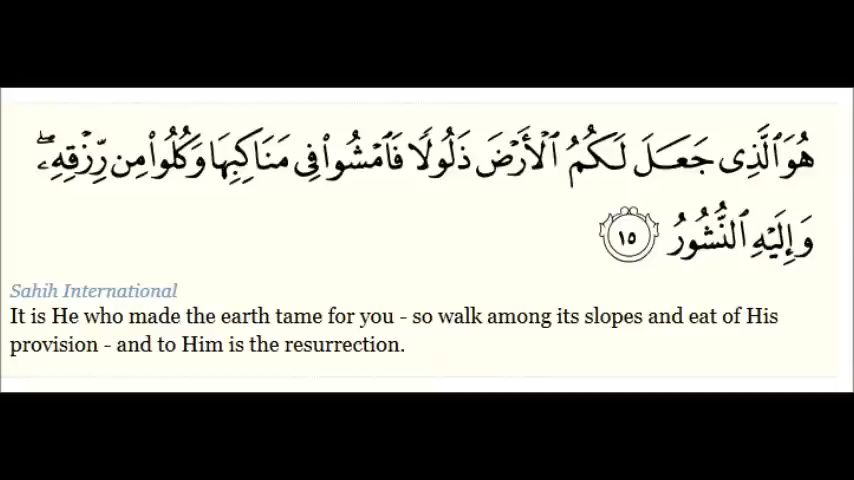 هُوَ ٱلَّذِى جَعَلَ لَكُمُ ٱلْأَرْضَ ذَلُولًا فَٱمْشُوا۟ فِى مَنَاكِبِهَا وَكُلُوا۟ مِن رِّزْقِهِۦ ۖ
وَإِلَيْهِ ٱلنُّشُورُ ١٥
Sahih International
It is He who made the earth tame for you - so walk among its slopes and eat of His
provision - and to Him is the resurrection.